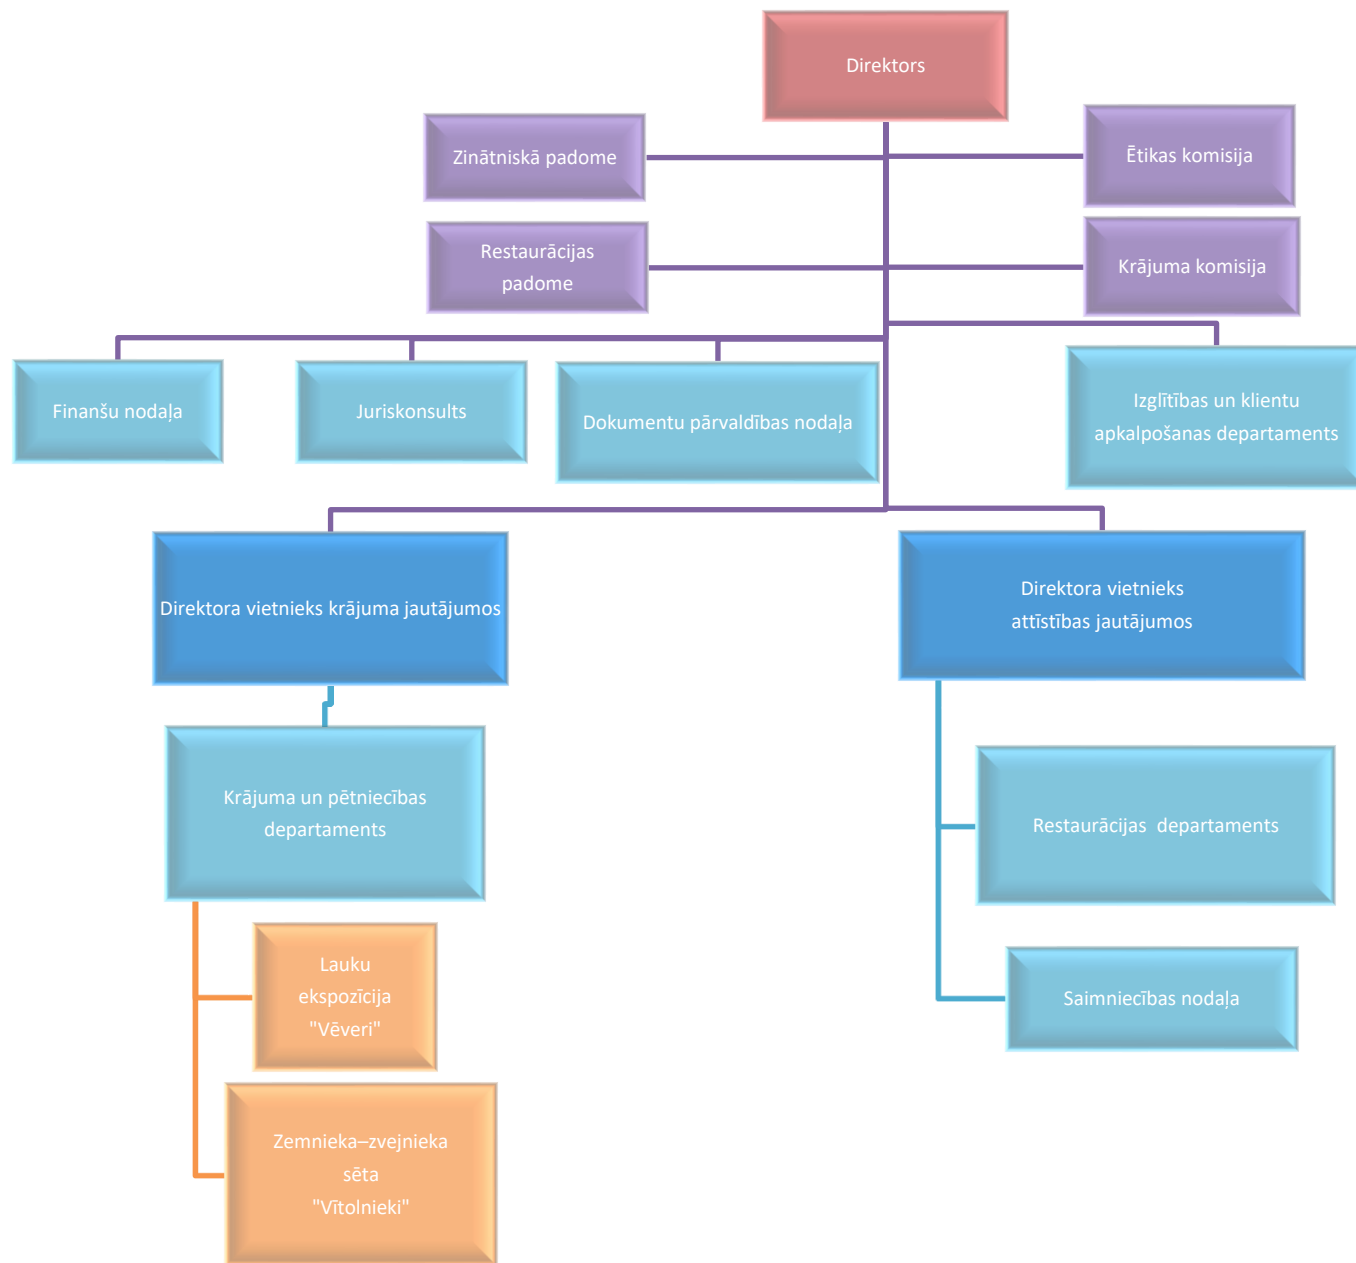 Direktors
Zinātniskā padome
Ētikas komisija
Restaurācijas
padome
Krājuma komisija
Finanšu nodaļa
Juriskonsults
Dokumentu pārvaldības nodaļa
Izglītības un klientu
apkalpošanas departaments
Direktora vietnieks krājuma jautājumos
Direktora vietnieks
attīstības jautājumos
Krājuma un pētniecības
departaments
Restaurācijas  departaments
Lauku
ekspozīcija
"Vēveri"
Saimniecības nodaļa
Zemnieka–zvejnieka
sēta
"Vītolnieki"